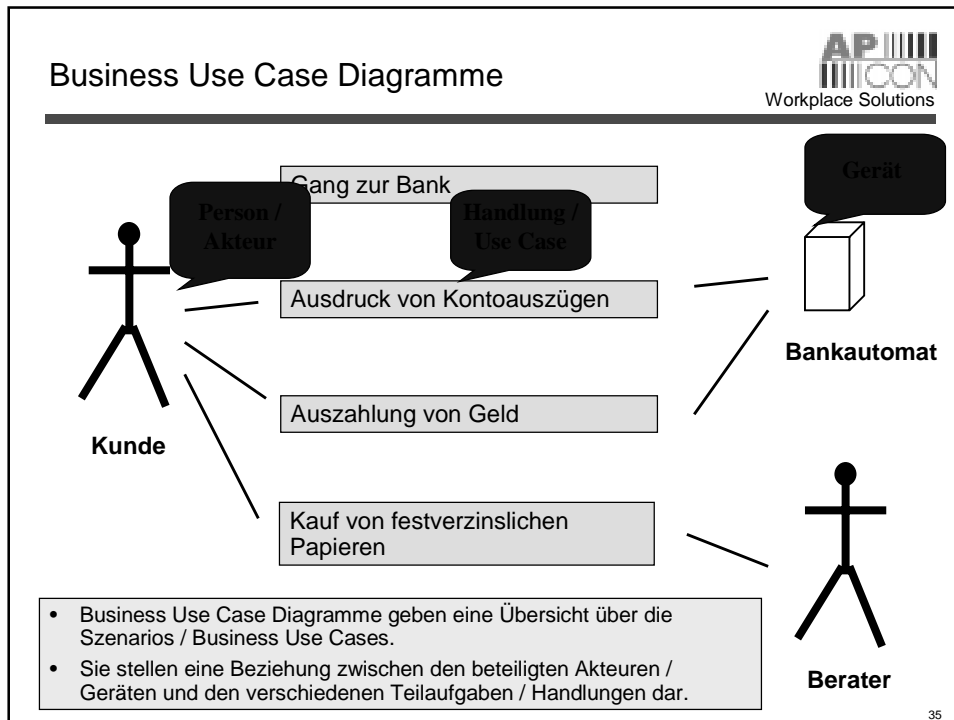 Business Use Case Diagramme
AP
CON
Workplace Solutions
Gang zur Bank
Gerät
Person /
Akteur
Handlung /
Use Case
Ausdruck von Kontoauszügen
Bankautomat
Auszahlung von Geld
Kunde
Kauf von festverzinslichen
Papieren
• Business Use Case Diagramme geben eine Übersicht über die
Szenarios / Business Use Cases.
• Sie stellen eine Beziehung zwischen den beteiligten Akteuren /
Geräten und den verschiedenen Teilaufgaben / Handlungen dar.
Berater
35